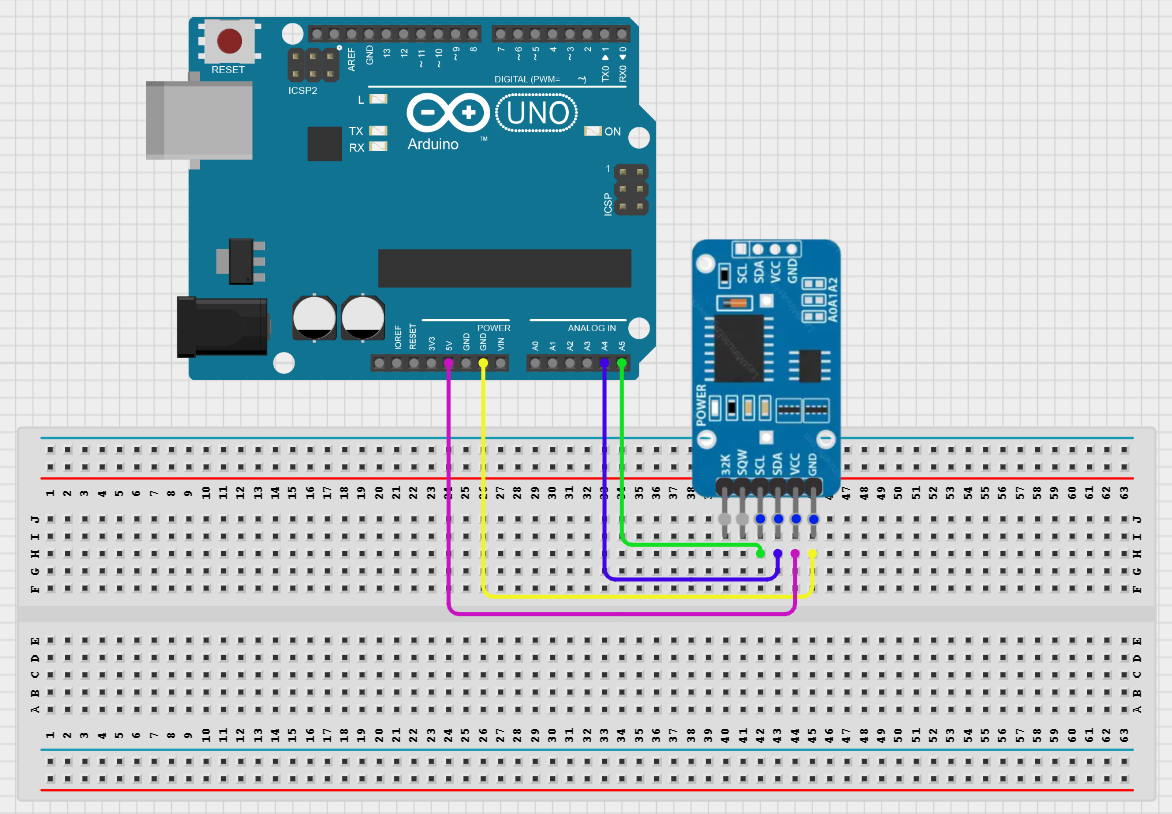 RESET
ICSP2
AREF
GND
13
12
~11
~10
~9
8
7
~6
~5
4
~3
2
TX0 ▶ 1
RX0 ◀ 0
DIGITAL (PWM= ~)
L
TX
RX
Arduino
™
UNO
ON
1
ICSP
IOREF
RESET
3V3
5V
GND
GND
VIN
POWER
A0
A1
A2
A3
A4
A5
ANALOG IN
SCL
SDA
VCC
GND
A0A1A2
POWER
32K
SQW
SCL
SDA
VCC
GND
1 2 3 4 5 6 7 8 9 10 11 12 13 14 15 16 17 18 19 20 21 22 23 24 25 26 27 28 29 30 31 32 33 34 35 36 37 38 47 48 49 50 51 52 53 54 55 56 57 58 59 60 61 62 63
J J
I I
H H
G G
F F
E E
D D
C C
B B
A A
1 2 3 4 5 6 7 8 9 10 11 12 13 14 15 16 17 18 19 20 21 22 23 24 25 26 27 28 29 30 31 32 33 34 35 36 37 38 39 40 41 42 43 44 45 46 47 48 49 50 51 52 53 54 55 56 57 58 59 60 61 62 63